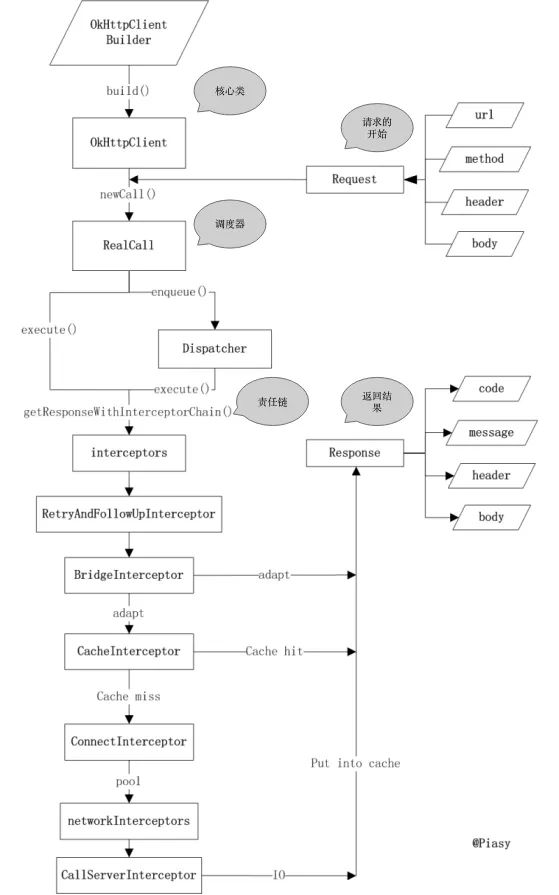 OkHttpClient
Builder
build()
核心类
OkHttpClient
请求的
开始
url
method
Request
header
body
newCall()
RealCall
调度器
enqueue()
execute()
Dispatcher
execute()
getResponseWithInterceptorChain()
责任链
返回结
果
code
message
Response
header
body
interceptors
RetryAndFollowUpInterceptor
BridgeInterceptor
adapt
adapt
CacheInterceptor
Cache hit
Cache miss
ConnectInterceptor
Put into cache
pool
networkInterceptors
@Piasy
CallServerInterceptor
IO